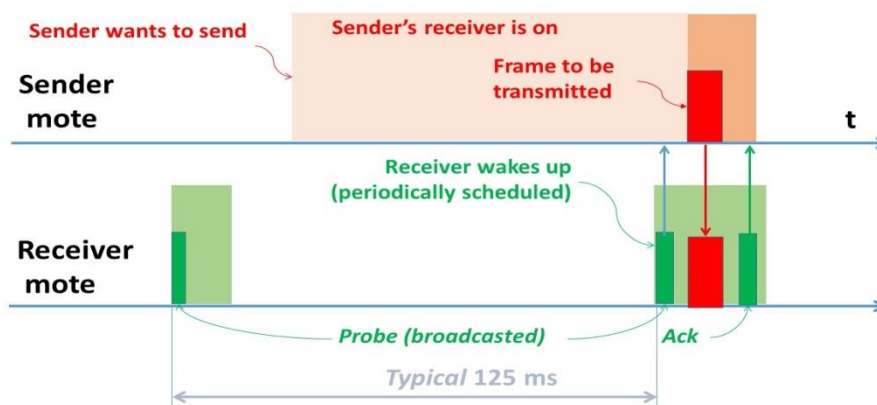 Sender wants to send
Sender's receiver is on
Sender
mote
Frame to be
transmitted
t
Receiver wakes up
(periodically scheduled)
Receiver
mote
Probe (broadcasted)
Ack
Typical 125 ms